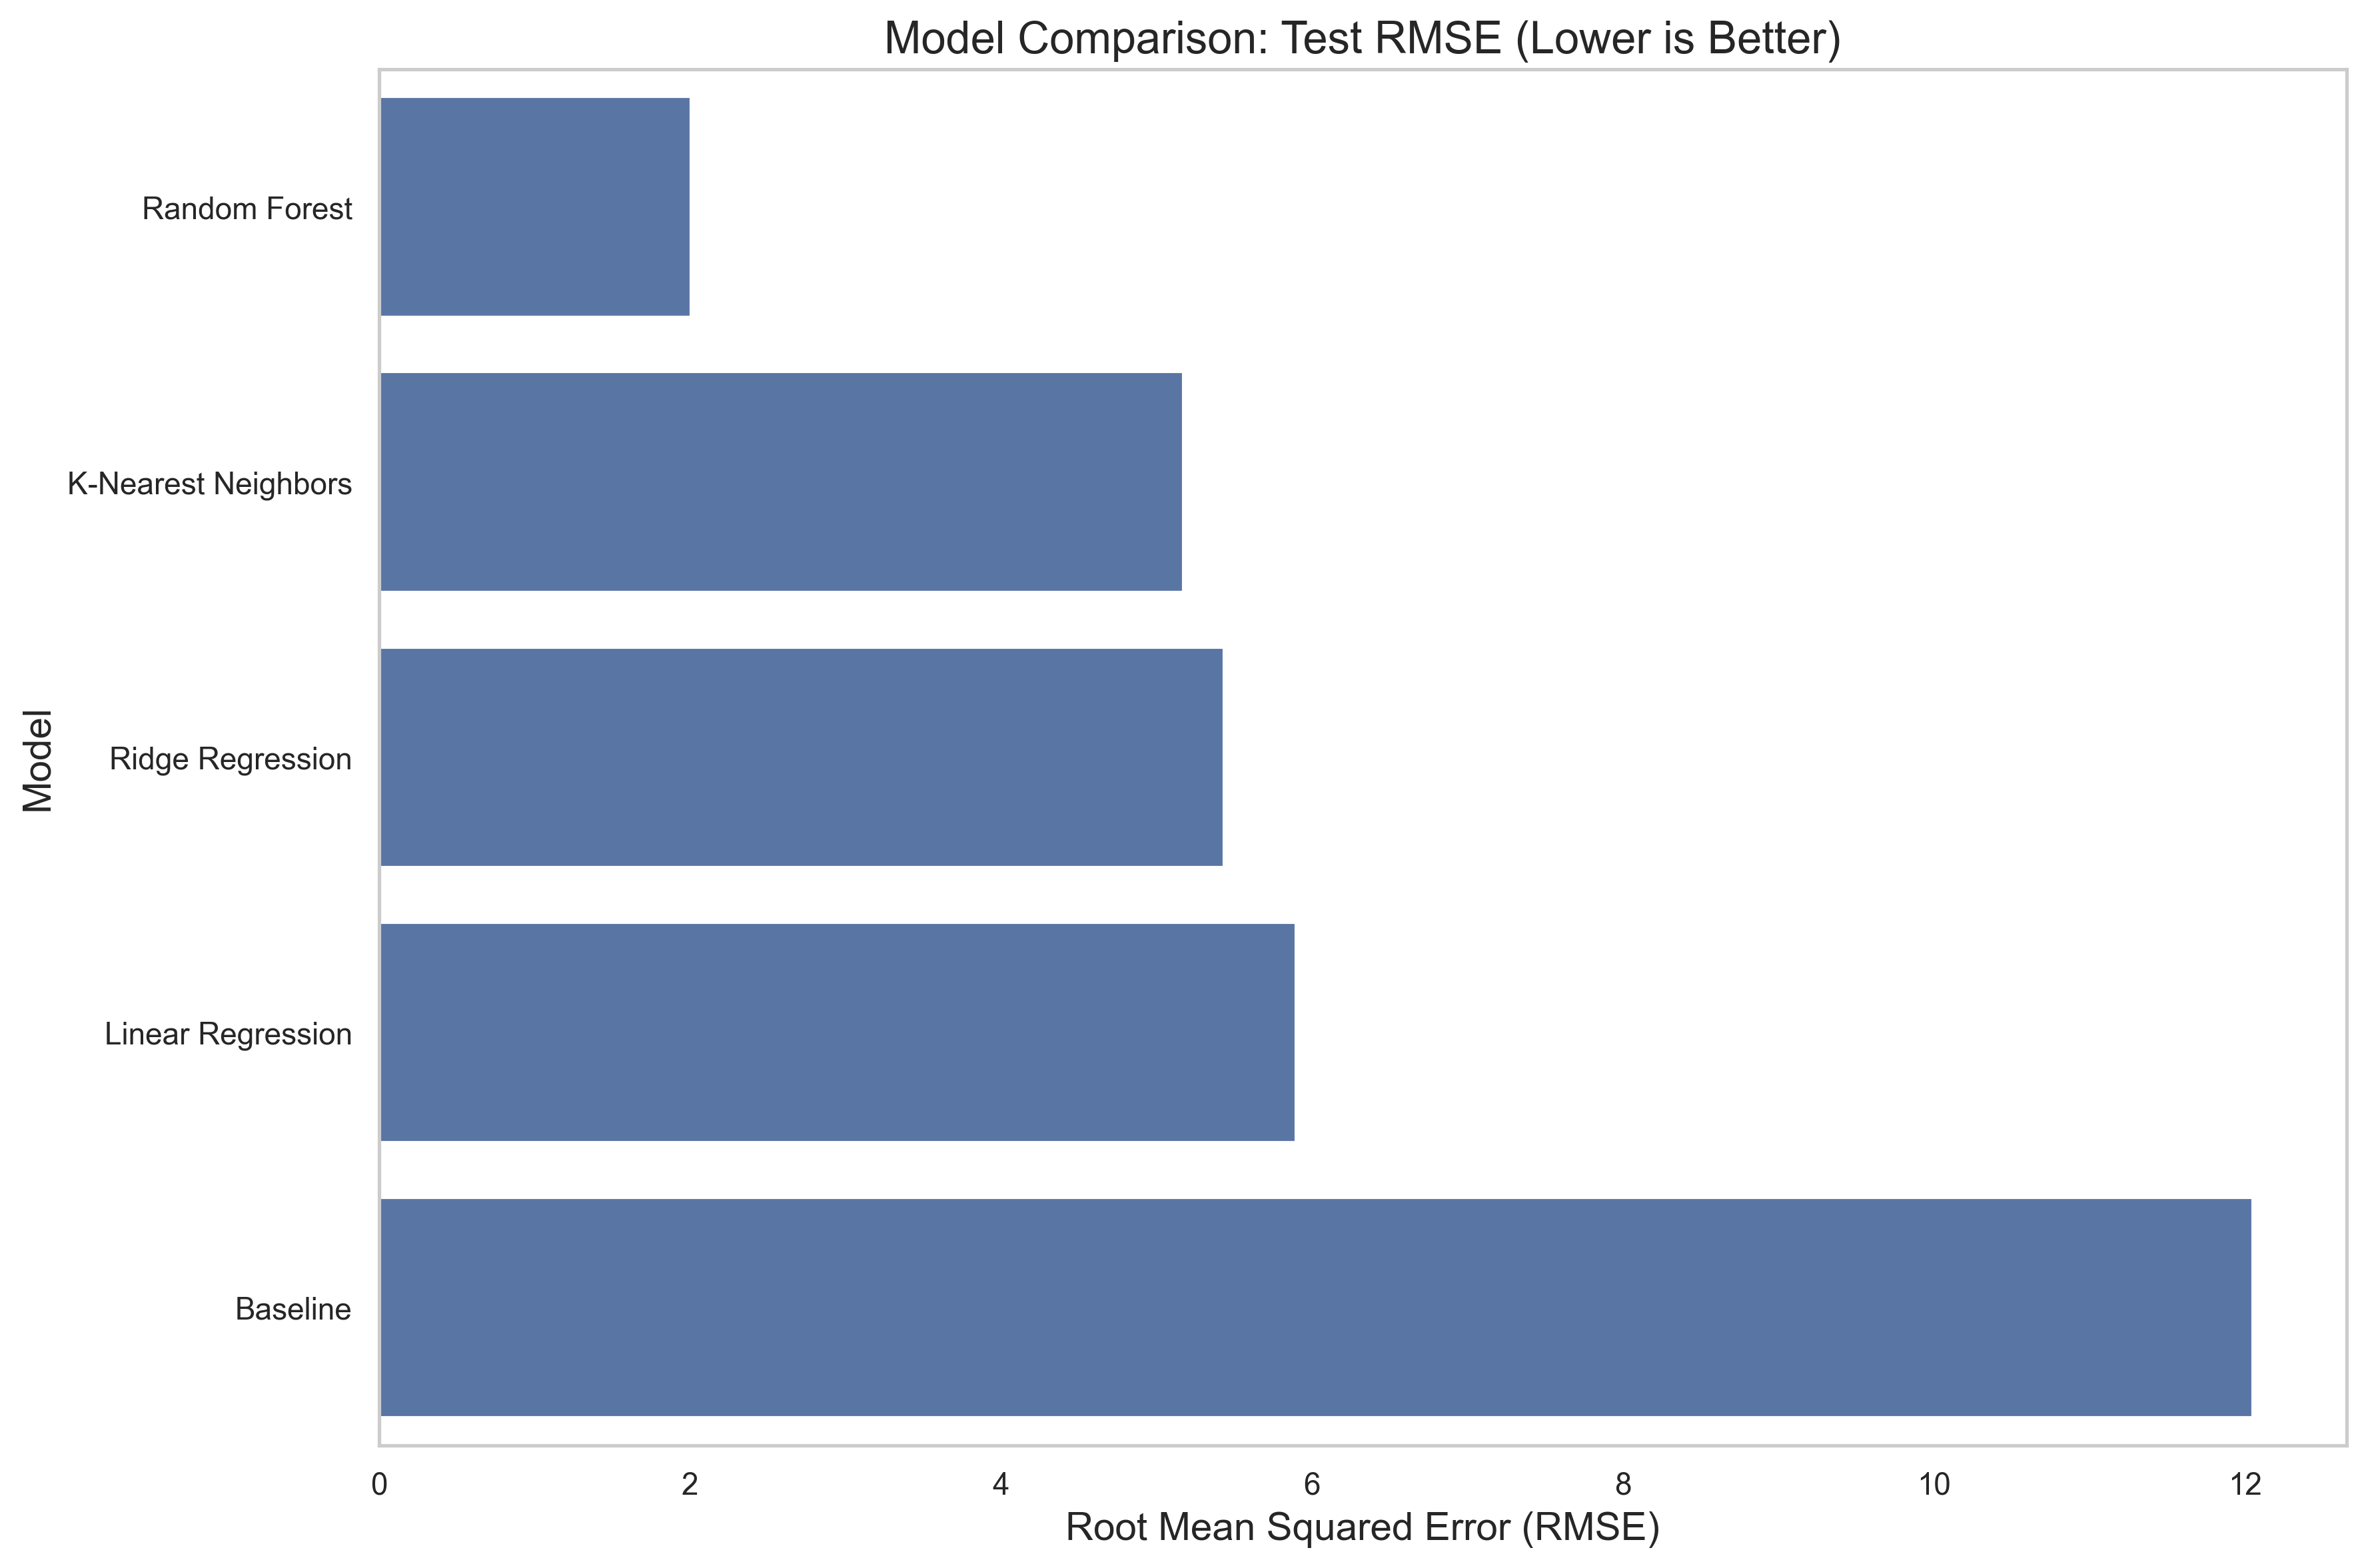 Model Comparison: Test RMSE (Lower is Better)
Random Forest
K-Nearest Neighbors
Ridge Regression
Linear Regression
Baseline
Model
0 2 4 6 8 10 12
Root Mean Squared Error (RMSE)